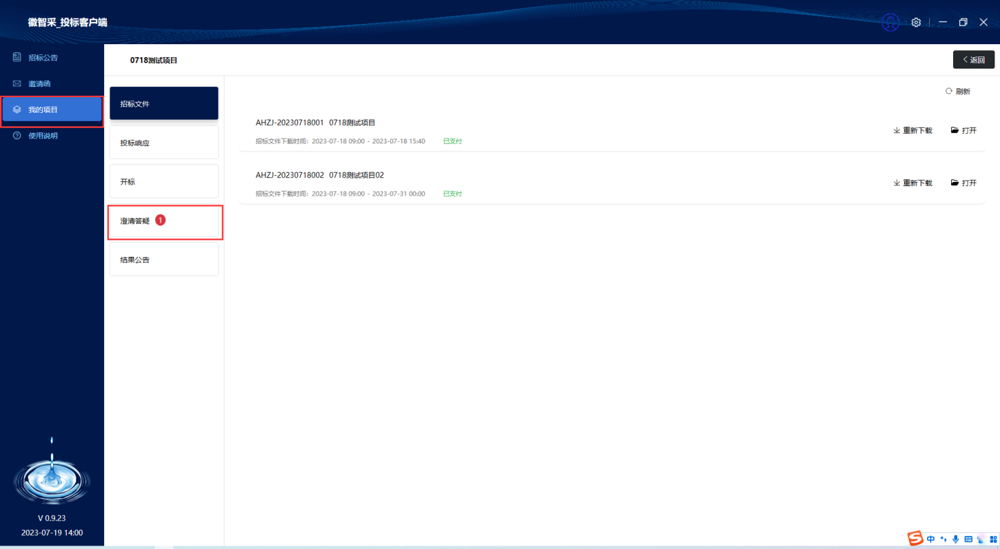 徽智采_投标客户端
招标公告
邀请函
我的项目
使用说明
V 0.9.23
2023-07-19 14:00
0718测试项目
返回
招标文件
投标响应
开标
澄清答疑 1
结果公告
刷新
AHZJ-20230718001 0718测试项目
招标文件下载时间：2023-07-18 09:00 - 2023-07-18 15:40 已支付
重新下载 打开
AHZJ-20230718002 0718测试项目02
招标文件下载时间：2023-07-18 09:00 - 2023-07-31 00:00 已支付
重新下载 打开
S 中